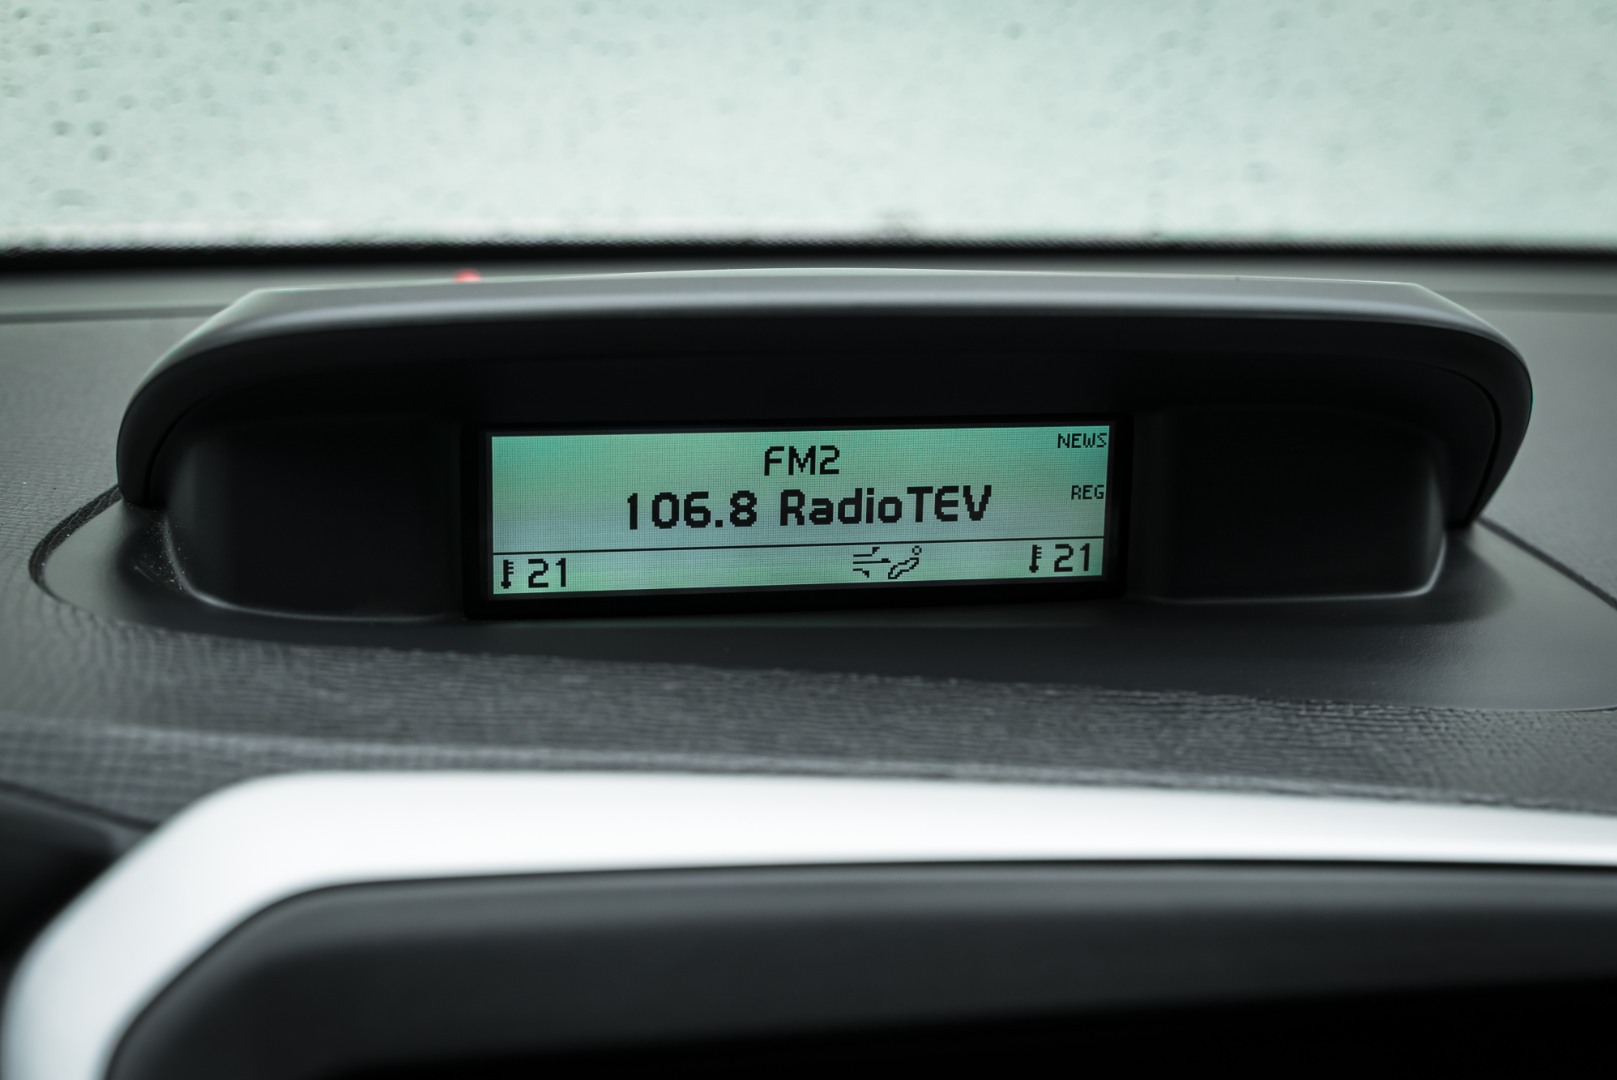 FM2
NEWS
106.8 RadioTEV
REG
21
21